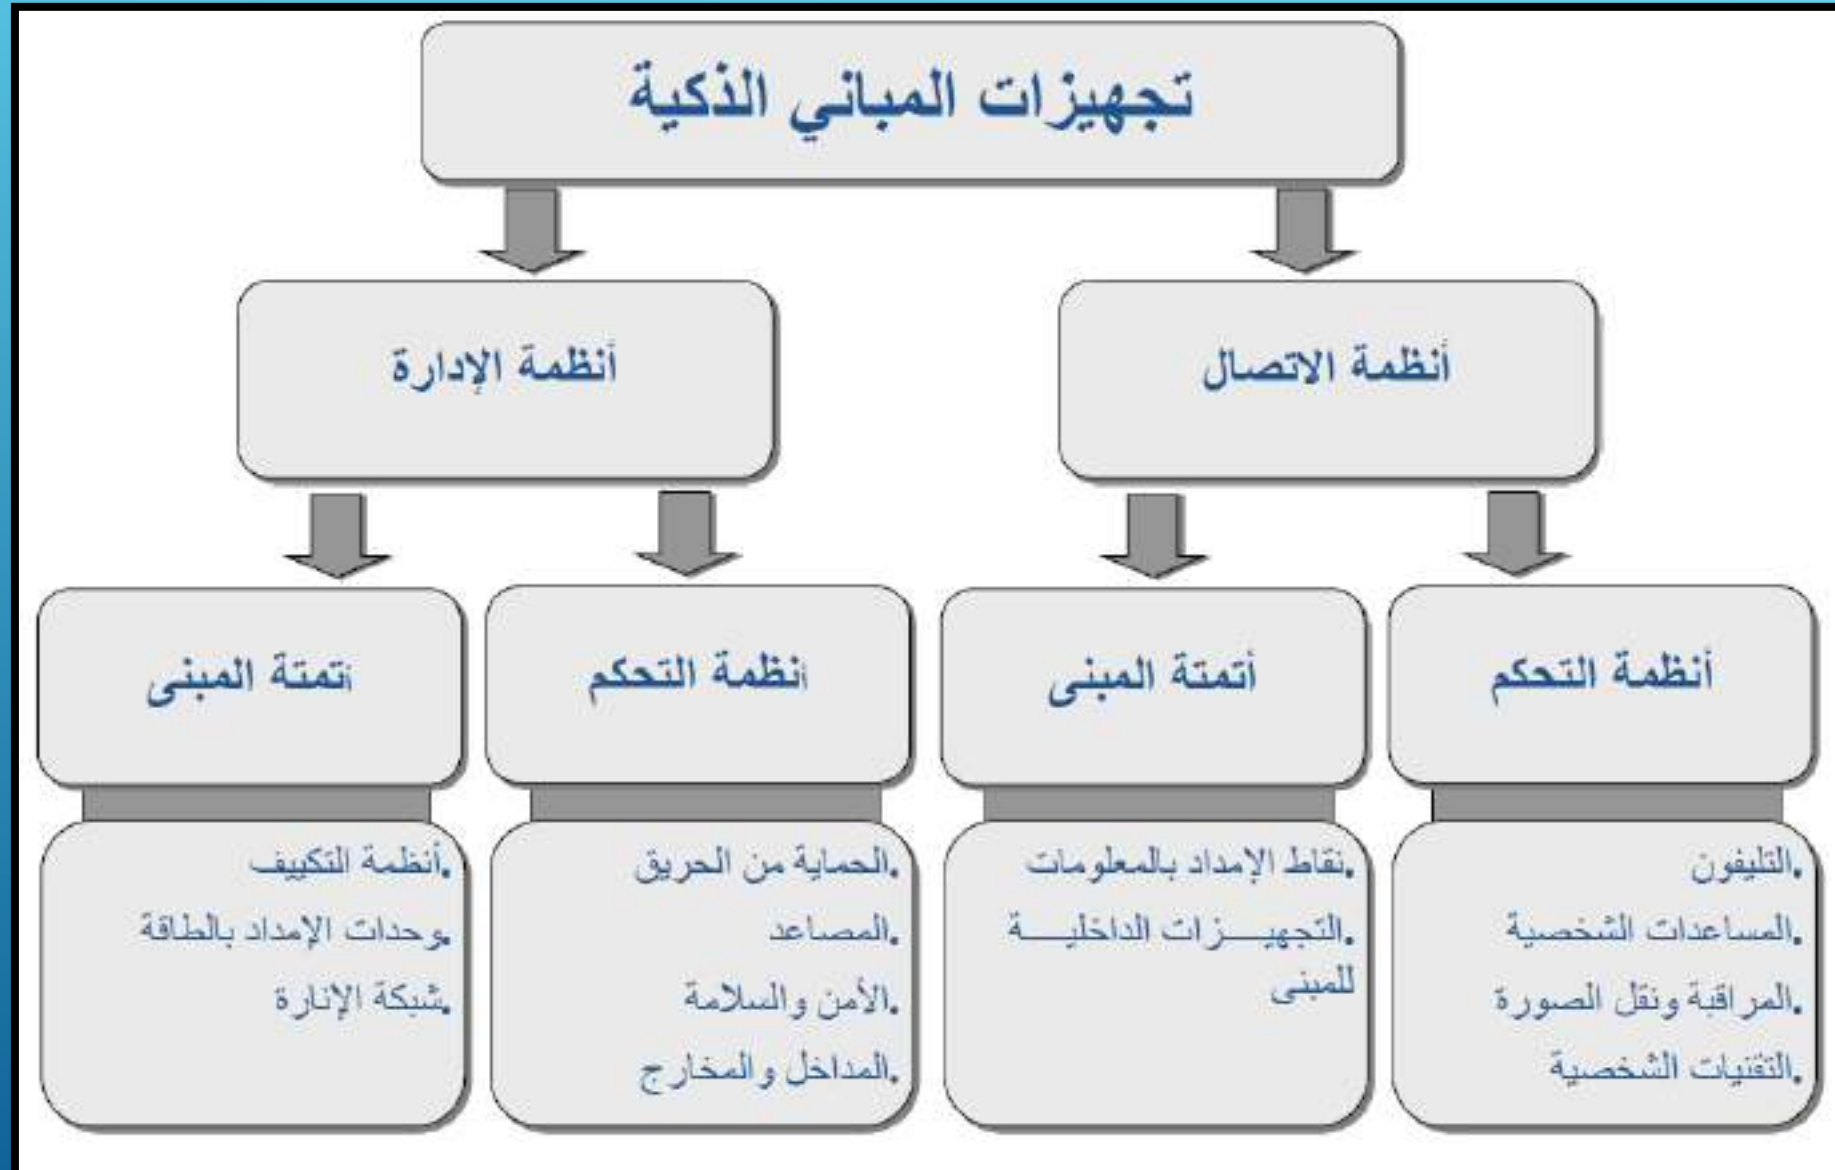 تجهيزات المباني الذكية
أنظمة الاتصال
أنظمة الإدارة
أنظمة التحكم
أتمتة المبنى
أنظمة التحكم
أتمتة المبنى
.التليفون
.المساعدات الشخصية
.المراقبة ونقل الصورة
.التقنيات الشخصية
.نقاط الإمداد بالمعلومات
.التجهيـــزات الداخليـــة
للمبنى
.الحماية من الحريق
.المصاعد
.الأمن والسلامة
.المداخل والمخارج
.أنظمة التكييف
.وحدات الإمداد بالطاقة
.شبكة الإنارة